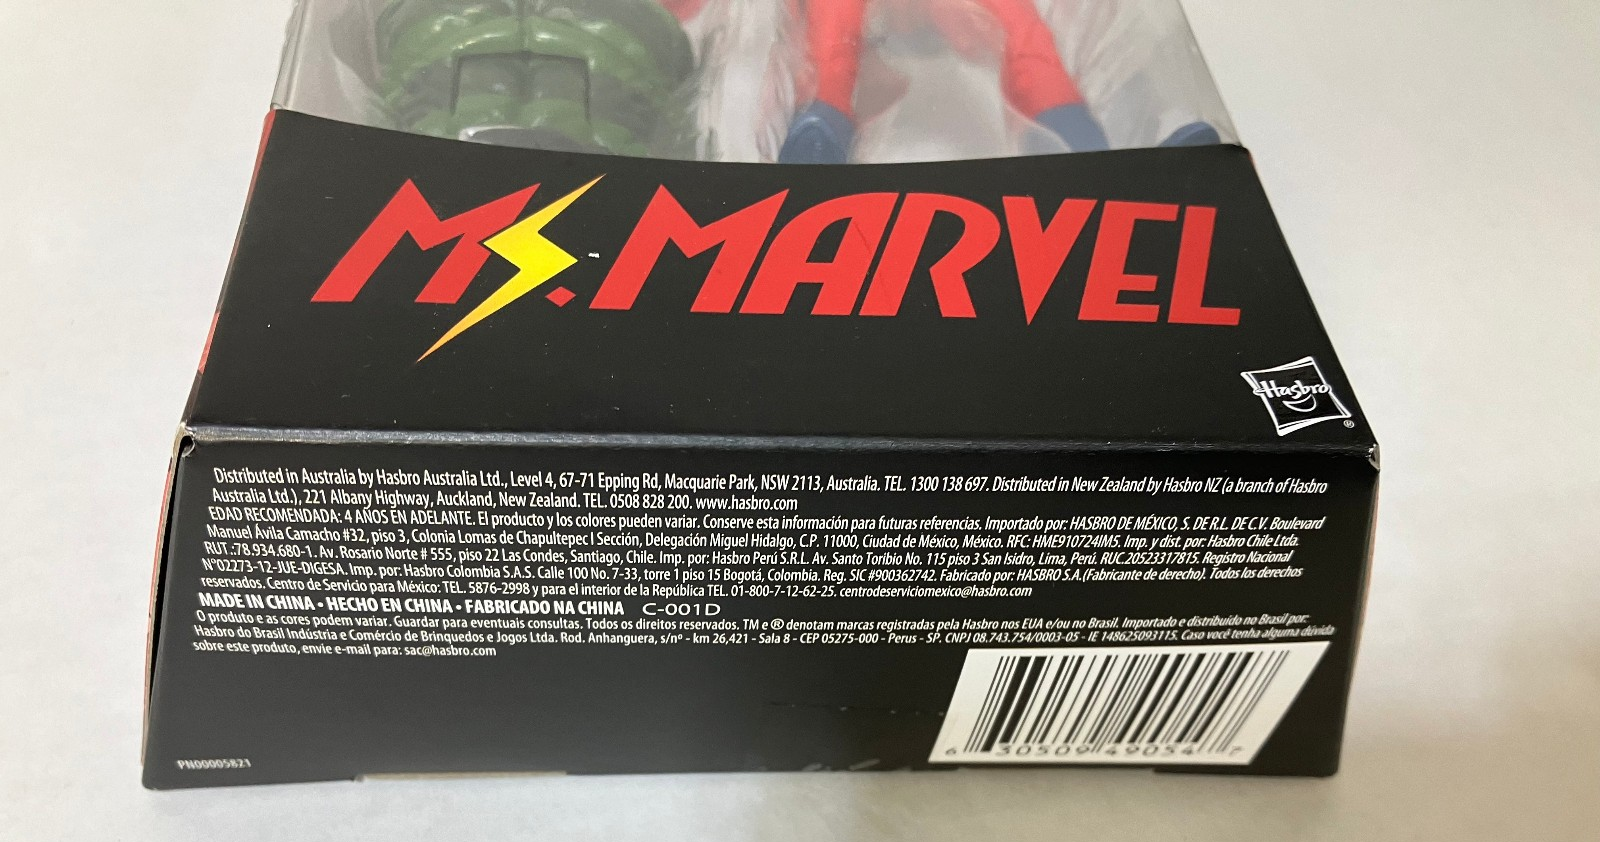 Ms. MARVEL
Hasbro
®
Distributed in Australia by Hasbro Australia Ltd., Level 4, 67-71 Epping Rd, Macquarie Park, NSW 2113, Australia. TEL. 1300 138 697. Distributed in New Zealand by Hasbro NZ (a branch of Hasbro
Australia Ltd.), 221 Albany Highway, Auckland, New Zealand. TEL. 0508 828 200. www.hasbro.com
EDAD RECOMENDADA: 4 AÑOS EN ADELANTE. El producto y los colores pueden variar. Conserve esta información para futuras referencias. Importado por: HASBRO DE MÉXICO, S. DE R.L. DE C.V. Boulevard
Manuel Ávila Camacho #32, piso 3, Colonia Lomas de Chapultepec I Sección, Delegación Miguel Hidalgo, C.P. 11000, Ciudad de México, México. RFC: HME910724IM5. Imp. y dist. por: Hasbro Chile Ltda.
RUT.:78.934.680-1. Av. Rosario Norte # 555, piso 22 Las Condes, Santiago, Chile. Imp. por: Hasbro Perú S.R.L. Av. Santo Toribio No. 115 piso 3 San Isidro, Lima, Perú. RUC.20523317815. Registro Nacional
N°02273-12-JUE-DIGESA. Imp. por: Hasbro Colombia S.A.S. Calle 100 No. 7-33, torre 1 piso 15 Bogotá, Colombia. Reg. SIC #900362742. Fabricado por: HASBRO S.A. (Fabricante de derecho). Todos los derechos
reservados. Centro de Servicio para México: TEL. 5876-2998 y para el interior de la República TEL. 01-800-7-12-62-25. centrodeserviciomexico@hasbro.com
MADE IN CHINA • HECHO EN CHINA • FABRICADO NA CHINA C-001D
O produto e as cores podem variar. Guardar para eventuais consultas. Todos os direitos reservados. TM e ® denotam marcas registradas pela Hasbro nos EUA e/ou no Brasil. Importado e distribuído no Brasil por:
Hasbro do Brasil Indústria e Comércio de Brinquedos e Jogos Ltda. Rod. Anhanguera, s/nº - km 26,421 - Sala 8 - CEP 05275-000 - Perus - SP. CNPJ 08.743.754/0003-05 - IE 148625093115. Caso você tenha alguma dúvida
sobre este produto, envie e-mail para: sac@hasbro.com
6 30509 49054 7
PN00005821